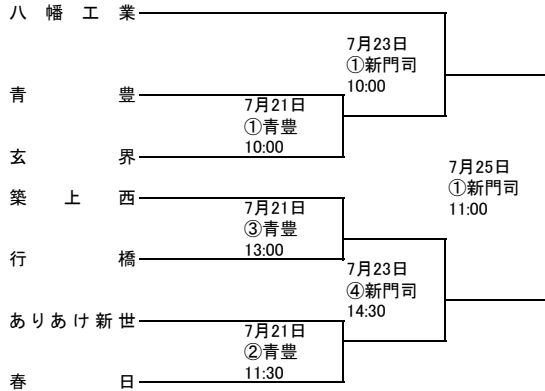 八幡工業
7月23日
①新門司
10:00
青豊
7月21日
①青豊
10:00
玄界
7月25日
①新門司
11:00
築上西
7月21日
③青豊
13:00
行橋
7月23日
④新門司
14:30
ありあけ新世
7月21日
②青豊
11:30
春日